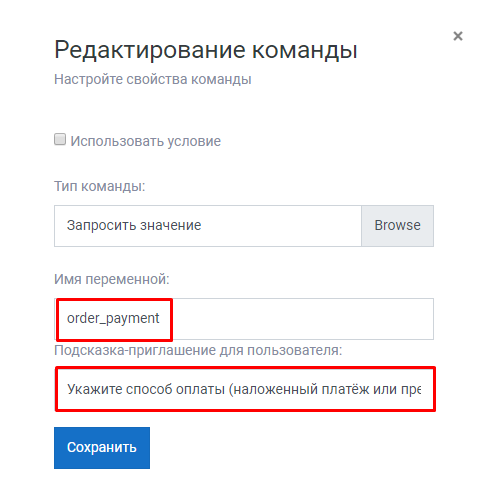 Редактирование команды
Настройте свойства команды
Использовать условие
Тип команды:
Запросить значение Browse
Имя переменной:
order_payment
Подсказка-приглашение для пользователя:
Укажите способ оплаты (наложенный платёж или пре
Сохранить